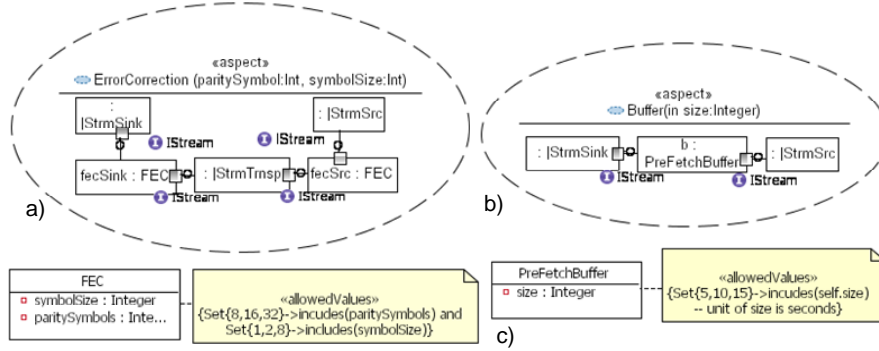 «aspect»
ErrorCorrection (paritySymbol:Int, symbolSize:Int)
:
|StrmSink
: |StrmSrc
IStream
IStream
fecSink : FEC
: |StrmTrnsp
fecSrc : FEC
IStream
IStream
a)
«aspect»
Buffer(in size:Integer)
: |StrmSink
b :
PreFetchBuffer
: |StrmSrc
IStream
IStream
b)
FEC
symbolSize : Integer
paritySymbols : Inte...
«allowedValues»
{Set{8,16,32}->incudes(paritySymbols) and
Set{1,2,8}->includes(symbolSize)}
PreFetchBuffer
size : Integer
«allowedValues»
{Set{5,10,15}->incudes(self.size)
-- unit of size is seconds}
c)